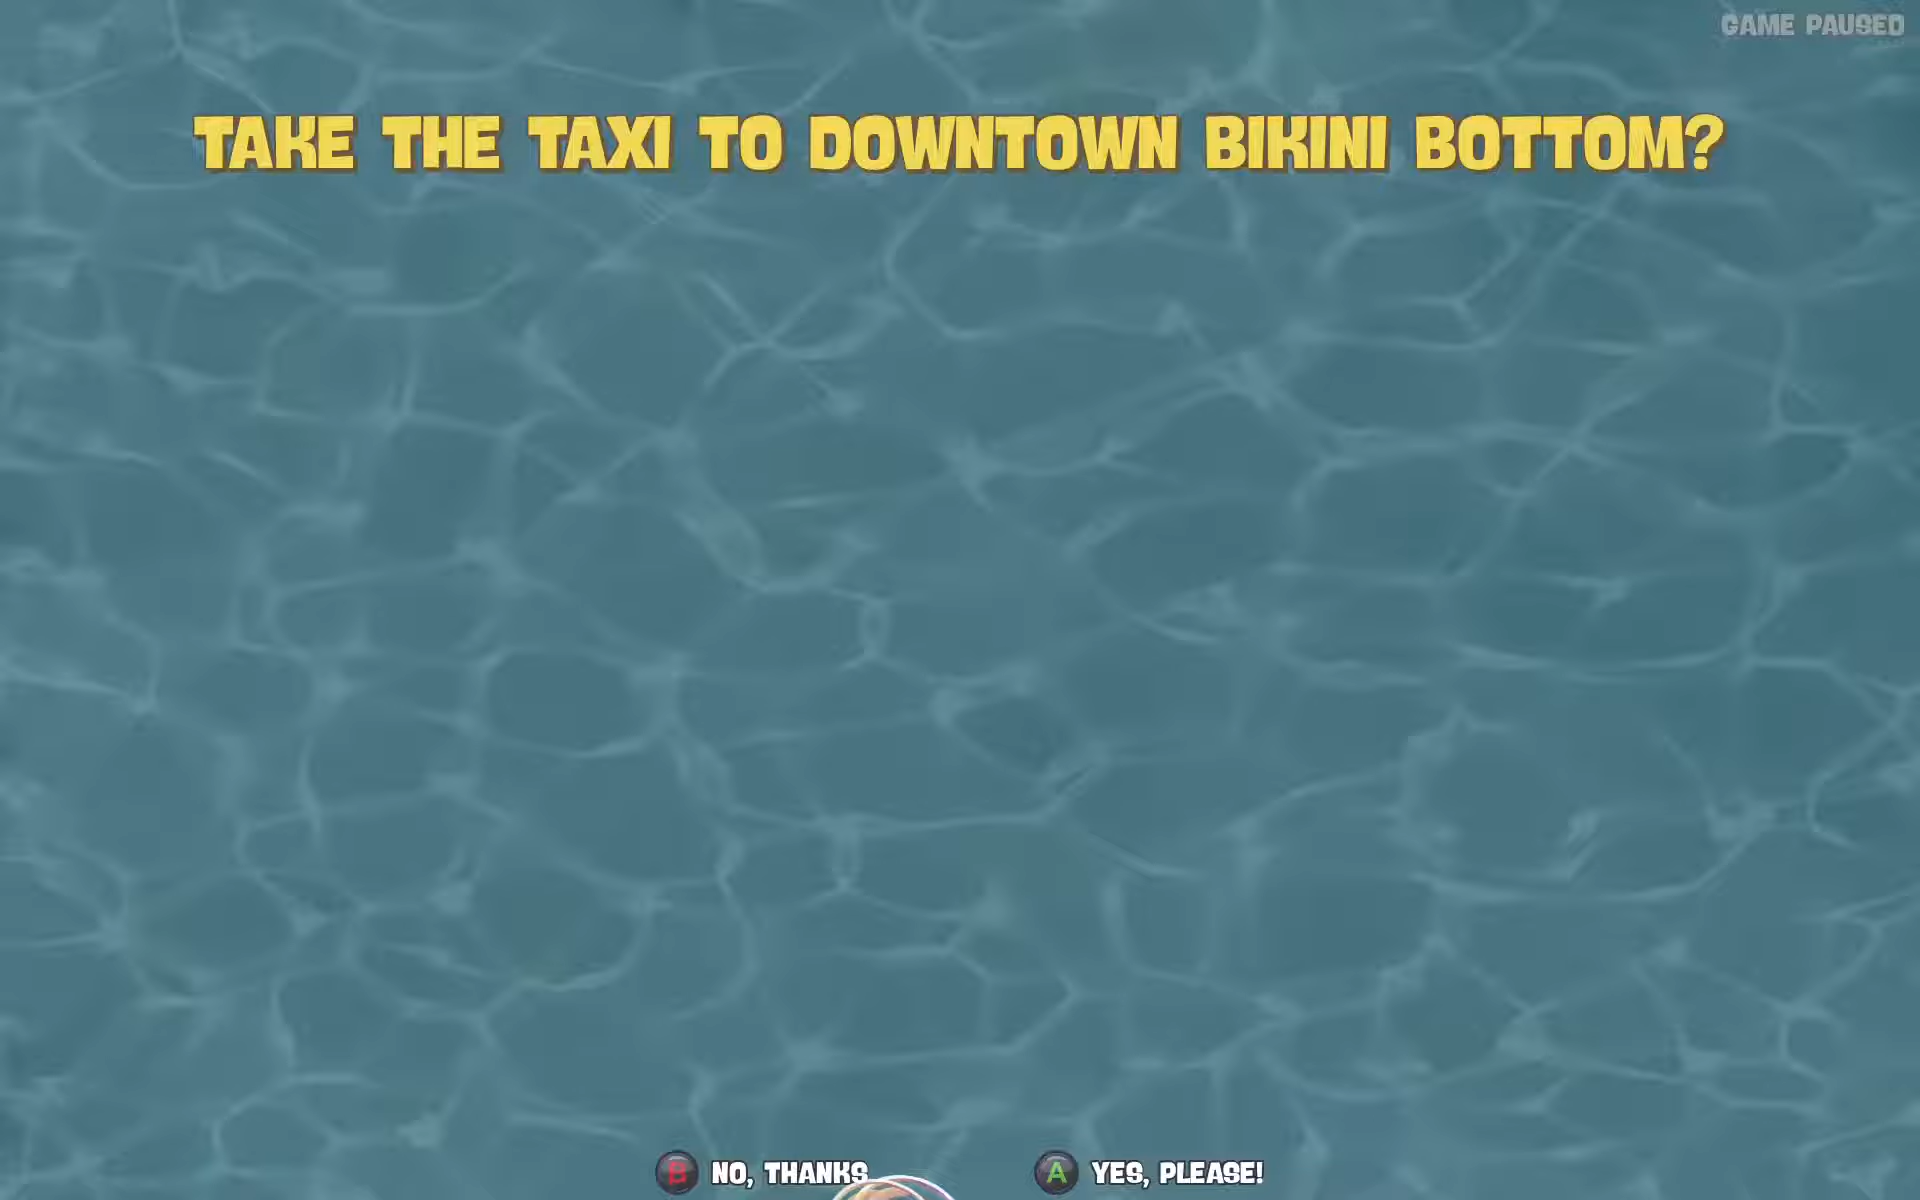 GAME PAUSED
TAKE THE TAXI TO DOWNTOWN BIKINI BOTTOM?
B NO, THANKS
A YES, PLEASE!